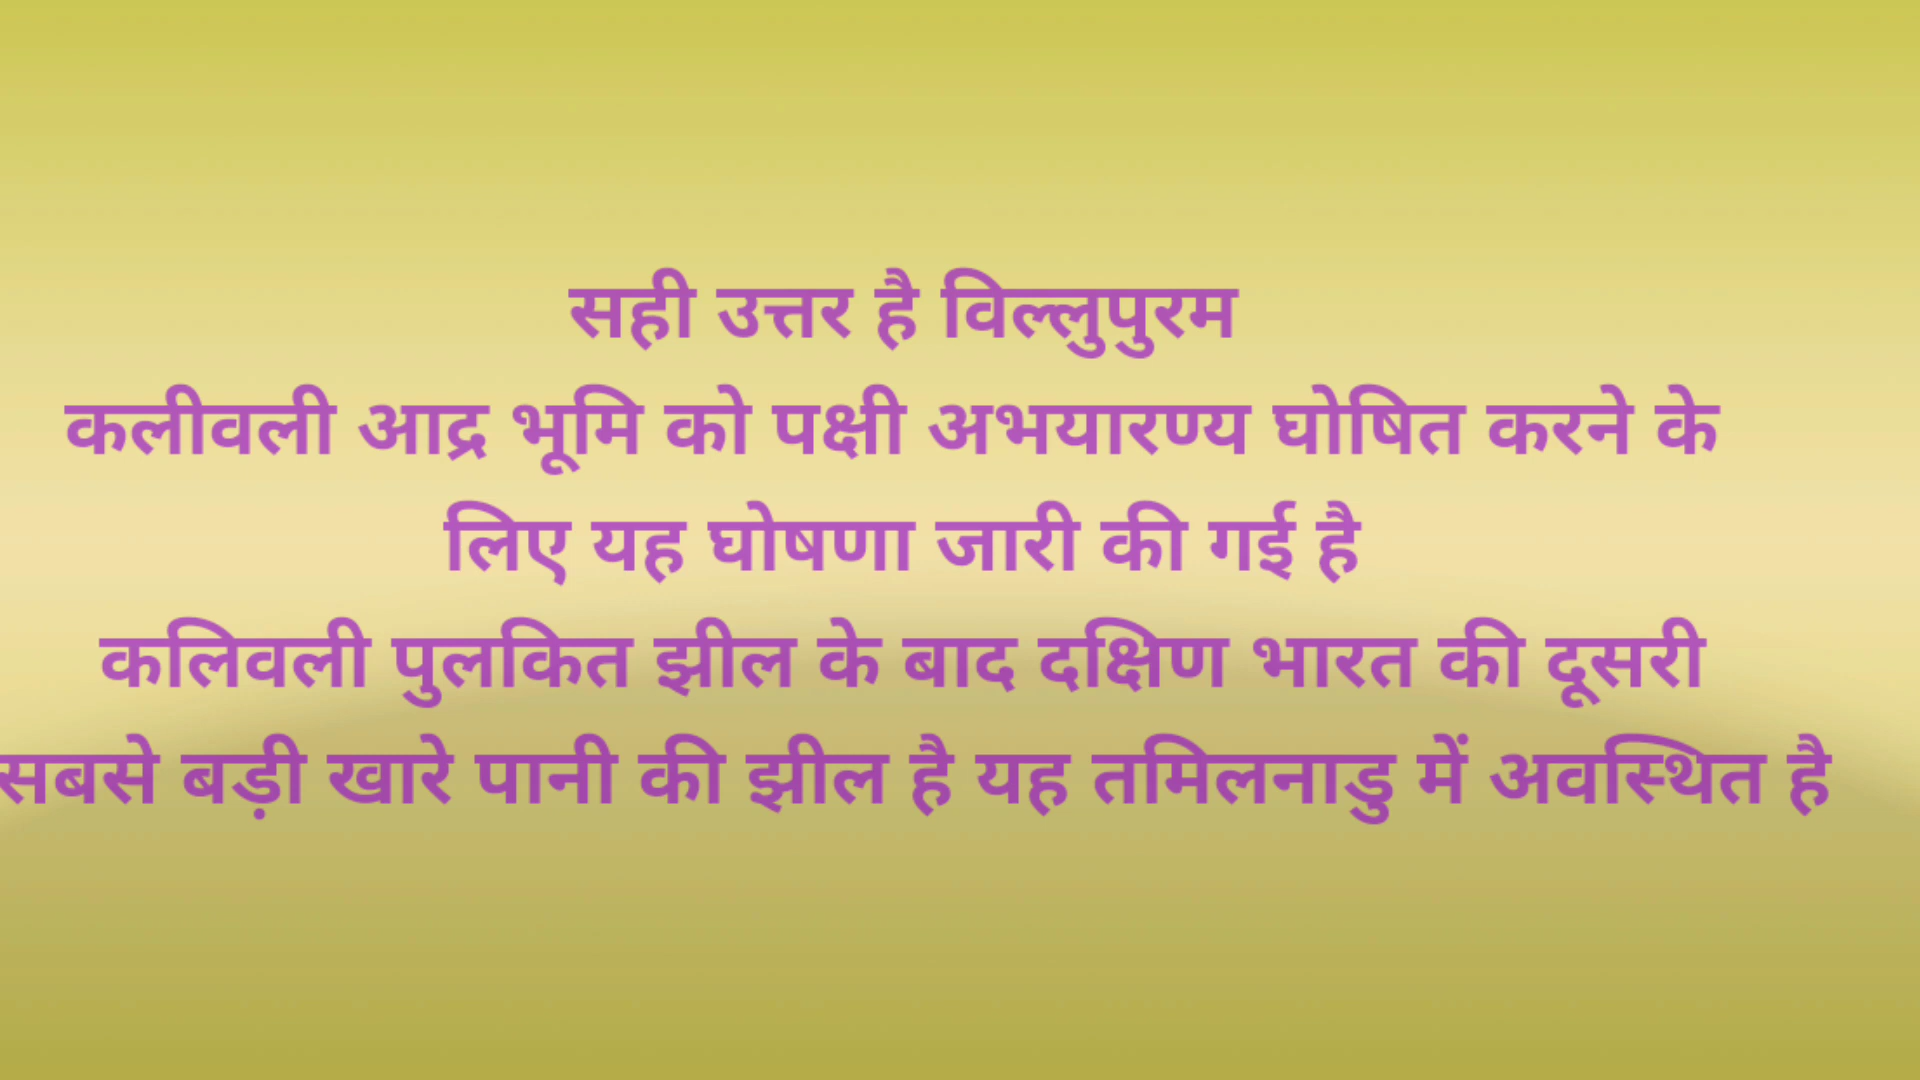 सही उत्तर है विल्लुपुरम
कलीवली आद्र भूमि को पक्षी अभयारण्य घोषित करने के
लिए यह घोषणा जारी की गई है
कलिवली पुलकित झील के बाद दक्षिण भारत की दूसरी
सबसे बड़ी खारे पानी की झील है यह तमिलनाडु में अवस्थित है